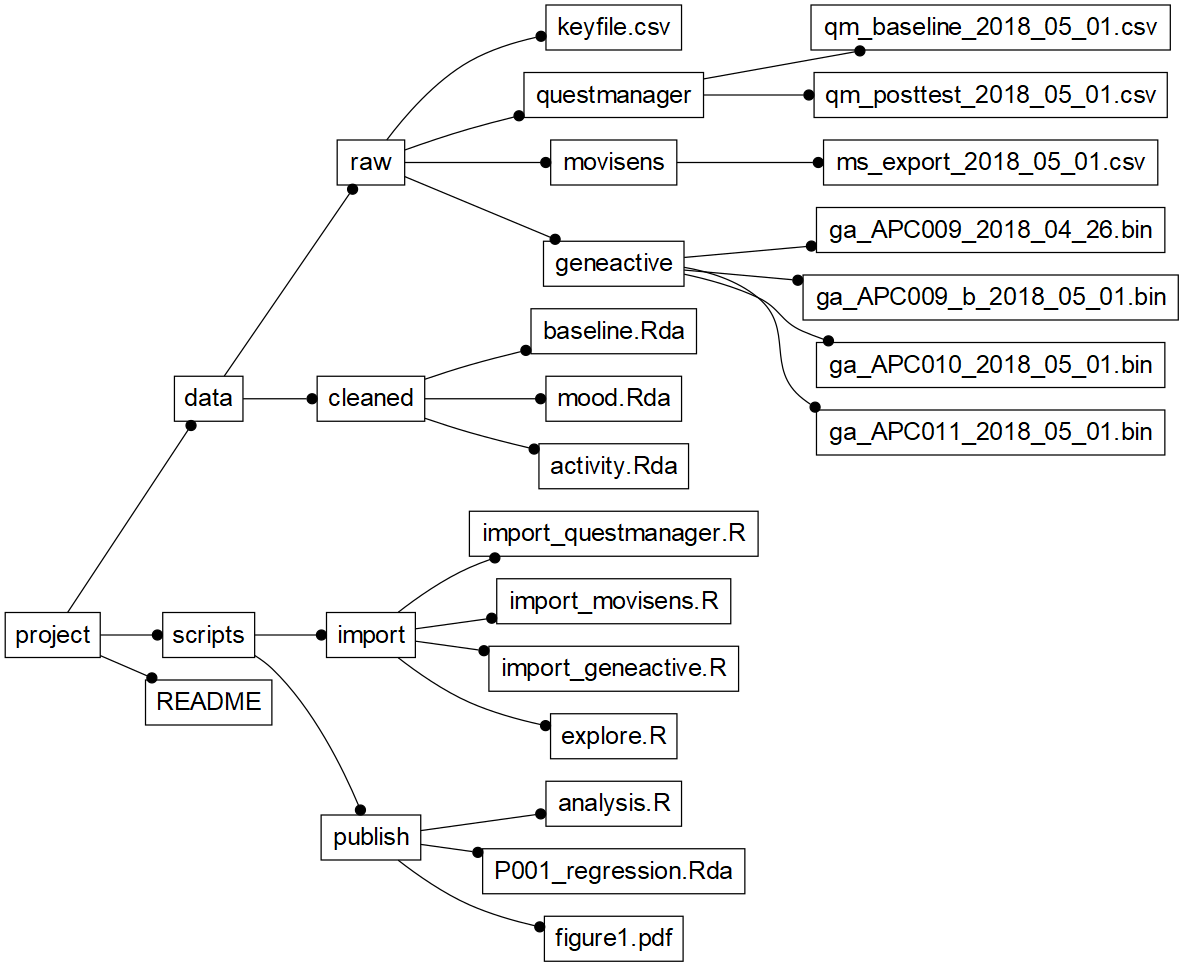 keyfile.csv
qm_baseline_2018_05_01.csv
questmanager
qm_posttest_2018_05_01.csv
raw
movisens
ms_export_2018_05_01.csv
ga_APC009_2018_04_26.bin
geneactive
ga_APC009_b_2018_05_01.bin
baseline.Rda
ga_APC010_2018_05_01.bin
data
cleaned
mood.Rda
ga_APC011_2018_05_01.bin
activity.Rda
import_questmanager.R
import_movisens.R
project
scripts
import
import_geneactive.R
README
explore.R
analysis.R
publish
P001_regression.Rda
figure1.pdf